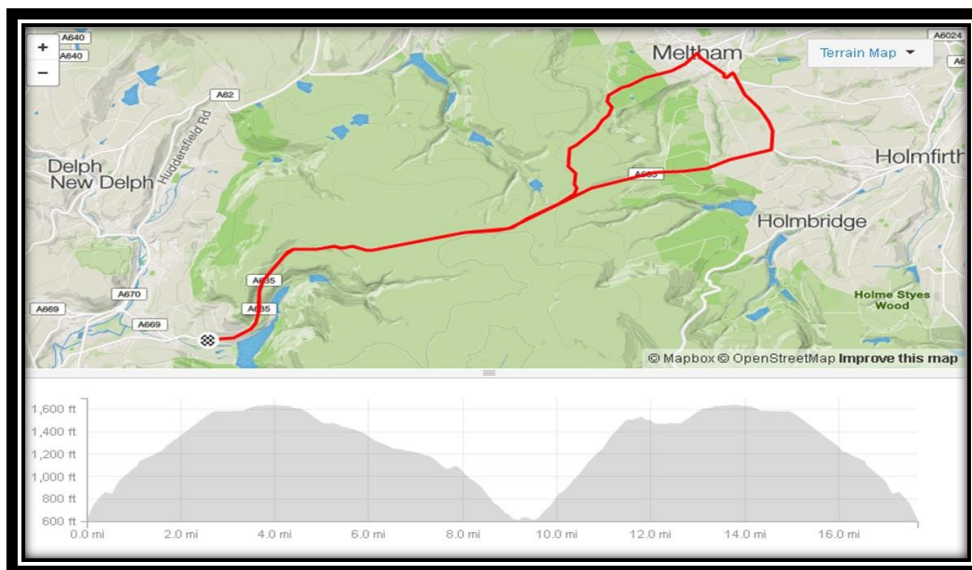 +
−
A640
A640
A62
Huddersfield Rd
Meltham
Terrain Map
A6024
Delph
New Delph
Holmfirth
A635
Holmbridge
A635
A670
A669
A635
A669
Holme Styes
Wood
© Mapbox © OpenStreetMap Improve this map
1,600 ft
1,400 ft
1,200 ft
1,000 ft
800 ft
600 ft
0.0 mi 2.0 mi 4.0 mi 6.0 mi 8.0 mi 10.0 mi 12.0 mi 14.0 mi 16.0 mi